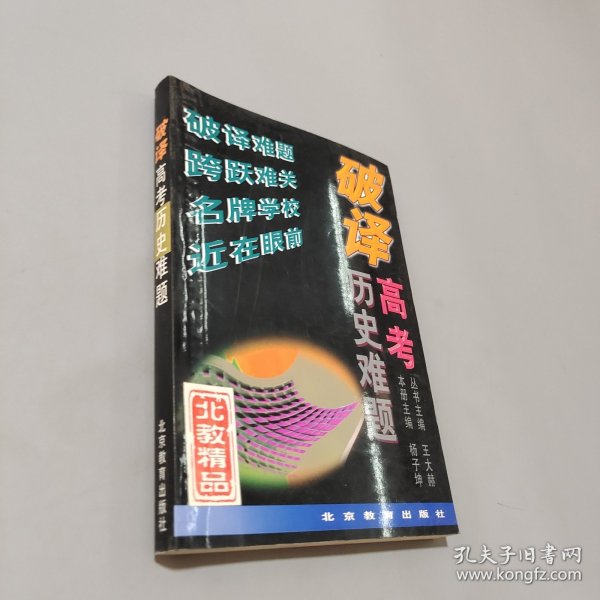 破译高考历史难题
北京教育出版社
破译难题
跨跃难关
名牌学校
近在眼前
破译
高考
历史难题
丛书主编 王大赫
本册主编 杨子坤
北教精品
北京教育出版社
孔夫子旧书网
www.kongfz.com